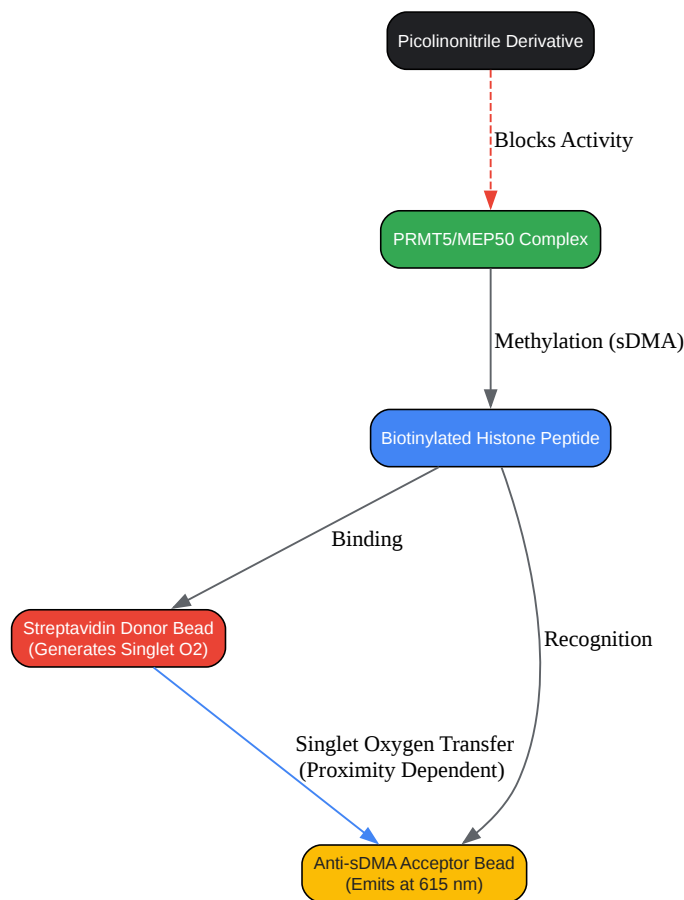 Picolinonitrile Derivative
Blocks Activity
PRMT5/MEP50 Complex
Methylation (sDMA)
Biotinylated Histone Peptide
Binding
Streptavidin Donor Bead
(Generates Singlet O2)
Recognition
Singlet Oxygen Transfer
(Proximity Dependent)
Anti-sDMA Acceptor Bead
(Emits at 615 nm)